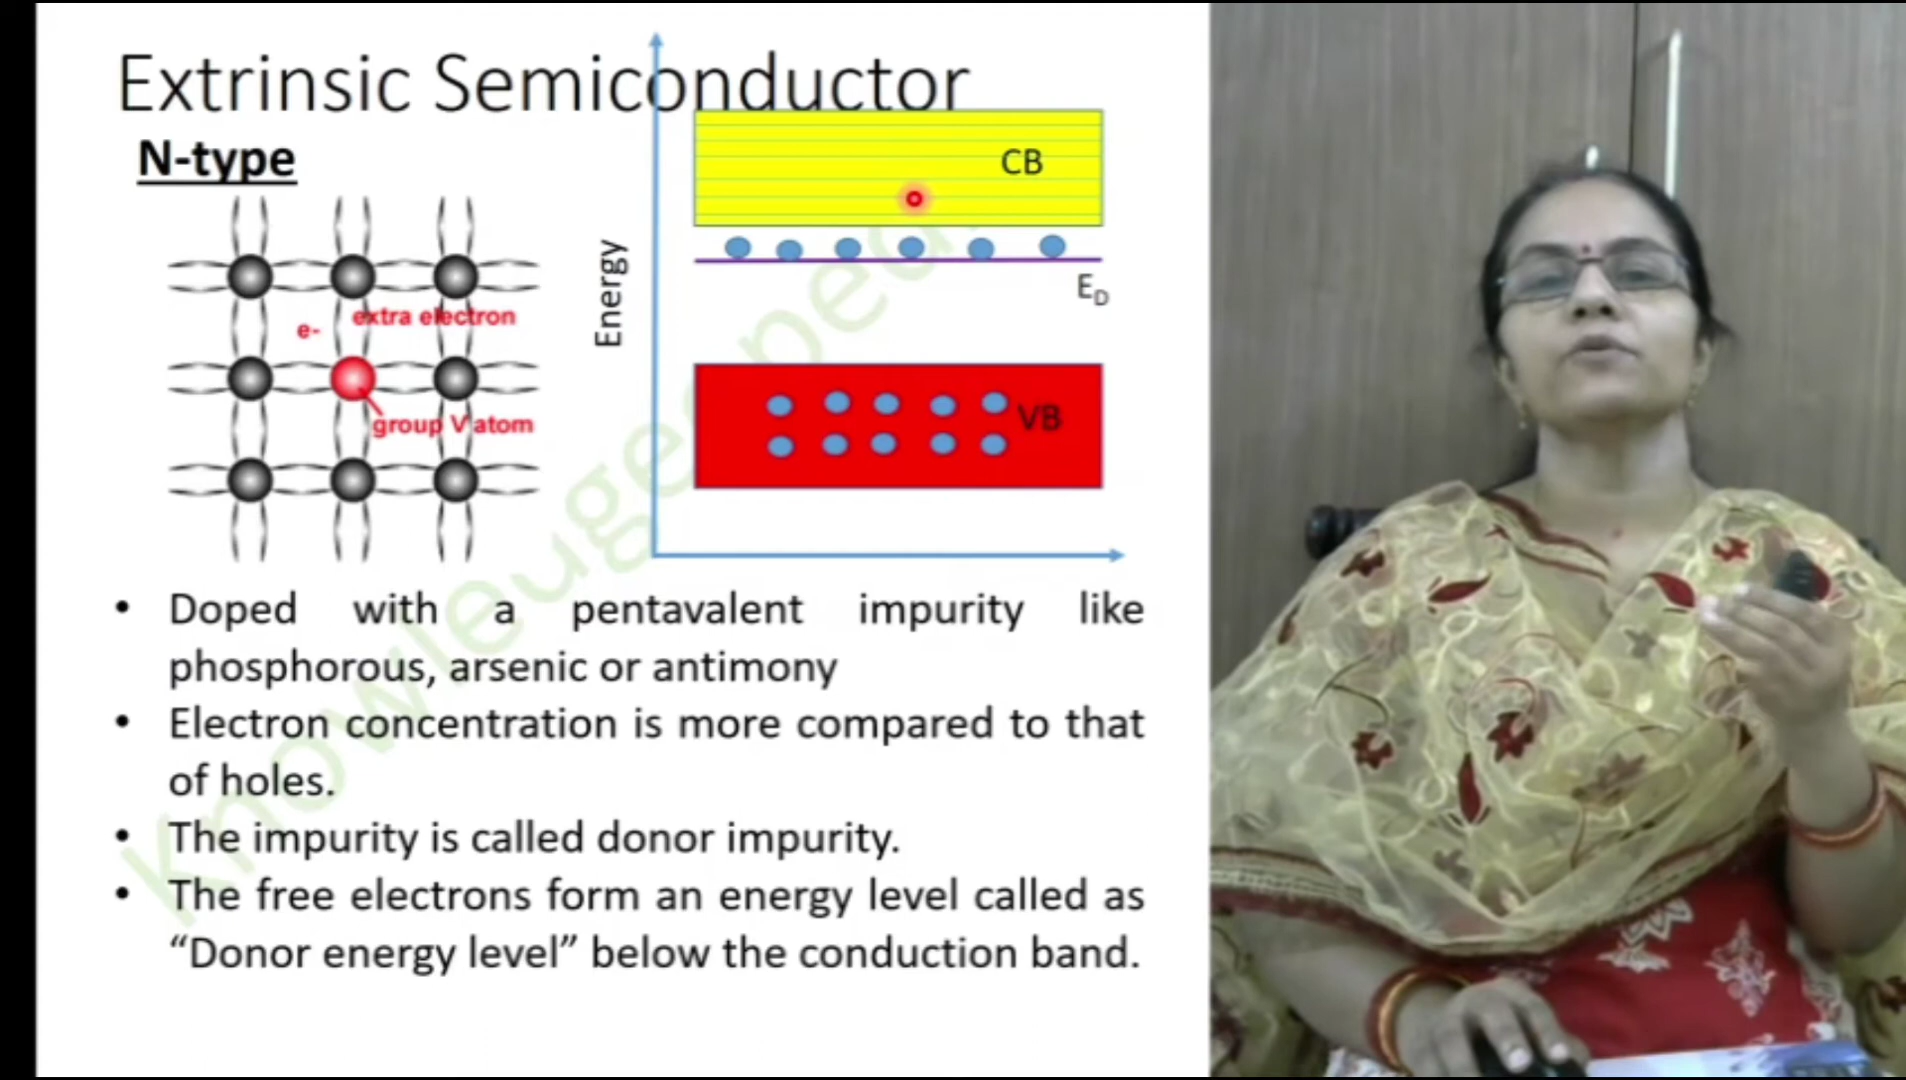 Extrinsic Semiconductor
N-type
e-
extra electron
group V atom
Energy
CB
E_D
VB
• Doped with a pentavalent impurity like
phosphorous, arsenic or antimony
• Electron concentration is more compared to that
of holes.
• The impurity is called donor impurity.
• The free electrons form an energy level called as
“Donor energy level” below the conduction band.